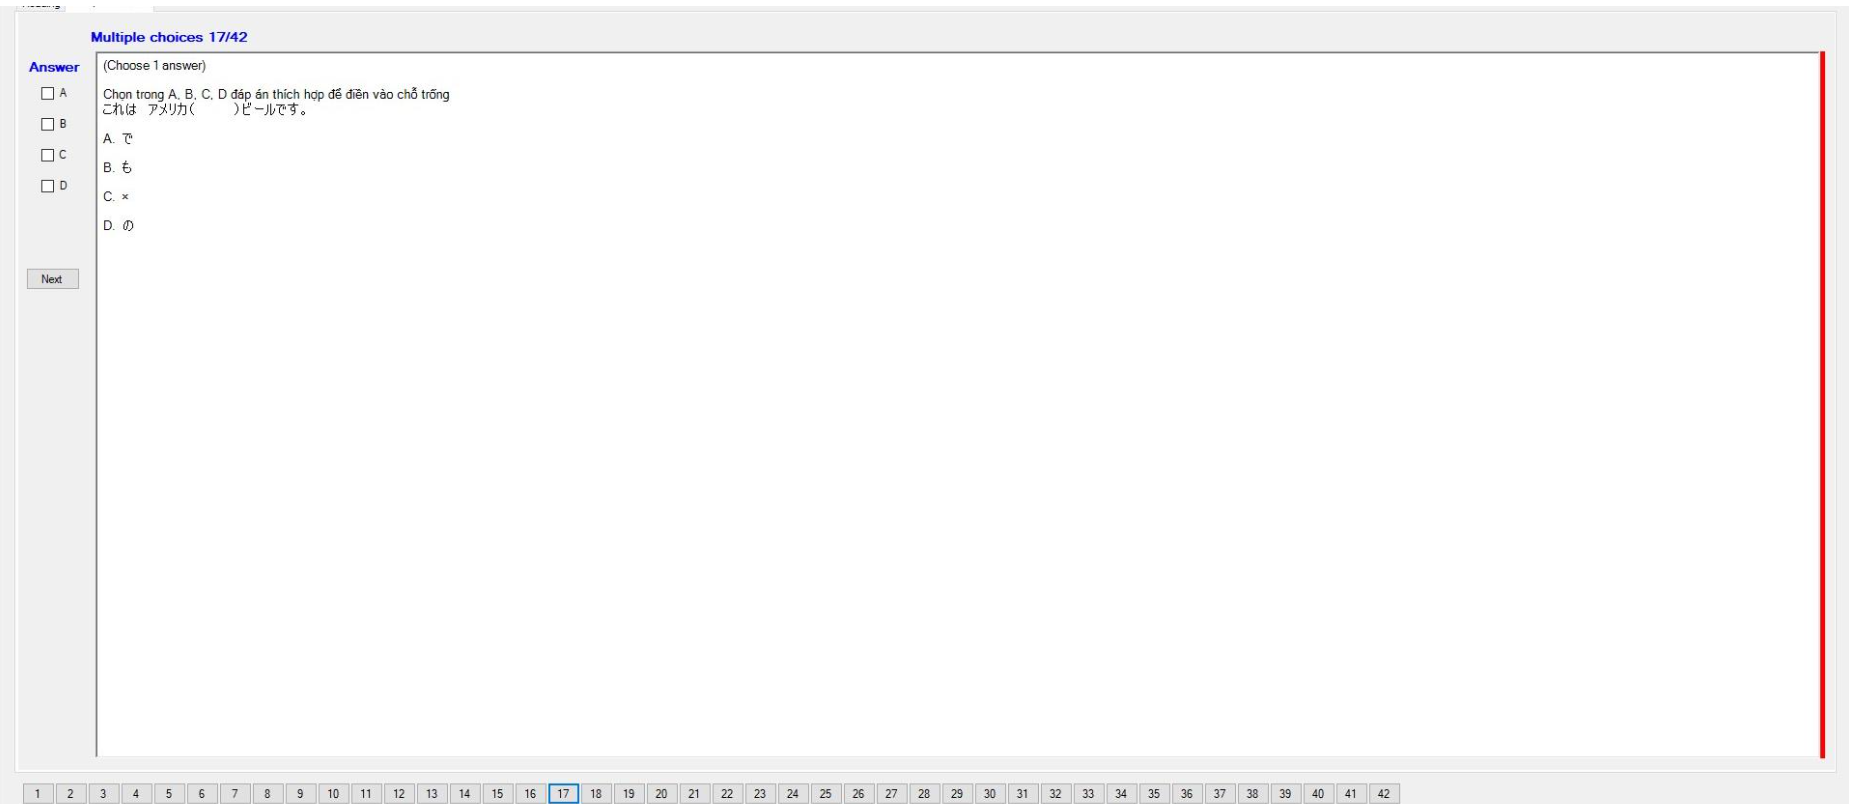 Multiple choices 17/42
Answer
(Choose 1 answer)
A
B
C
D
Next
Chọn trong A, B, C, D đáp án thích hợp để điền vào chỗ trống
これは アメリカ( )ビールです。
A. で
B. も
C. ×
D. の
1 2 3 4 5 6 7 8 9 10 11 12 13 14 15 16 17 18 19 20 21 22 23 24 25 26 27 28 29 30 31 32 33 34 35 36 37 38 39 40 41 42